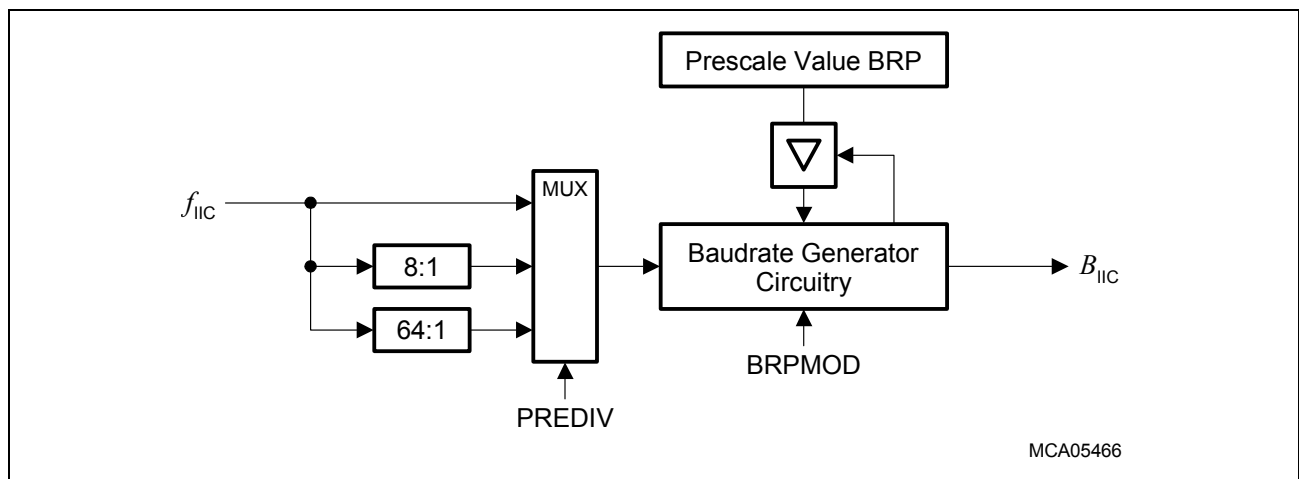 Prescale Value BRP
MUX
f_IIC
8:1
64:1
Baudrate Generator
Circuitry
B_IIC
BRPMOD
PREDIV
MCA05466